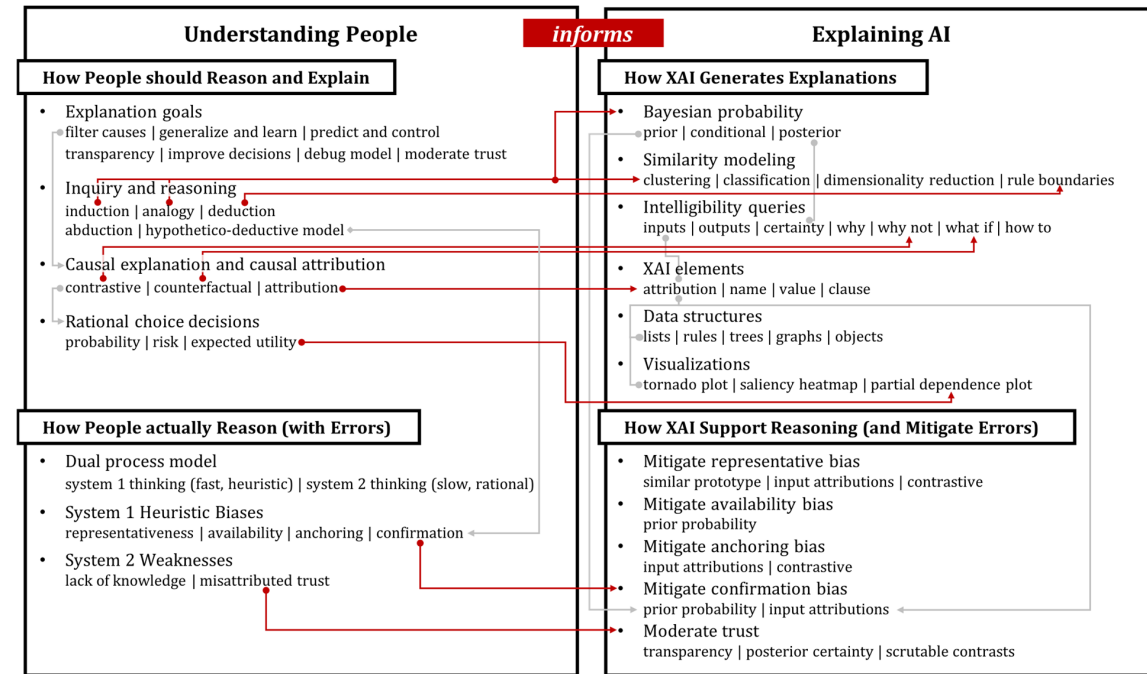 Understanding People
informs
Explaining AI
How People should Reason and Explain
• Explanation goals
filter causes | generalize and learn | predict and control
transparency | improve decisions | debug model | moderate trust
• Inquiry and reasoning
induction | analogy | deduction
abduction | hypothetico-deductive model
• Causal explanation and causal attribution
contrastive | counterfactual | attribution
• Rational choice decisions
probability | risk | expected utility
How People actually Reason (with Errors)
• Dual process model
system 1 thinking (fast, heuristic) | system 2 thinking (slow, rational)
• System 1 Heuristic Biases
representativeness | availability | anchoring | confirmation
• System 2 Weaknesses
lack of knowledge | misattributed trust
How XAI Generates Explanations
• Bayesian probability
prior | conditional | posterior
• Similarity modeling
clustering | classification | dimensionality reduction | rule boundaries
• Intelligibility queries
inputs | outputs | certainty | why | why not | what if | how to
• XAI elements
attribution | name | value | clause
• Data structures
lists | rules | trees | graphs | objects
• Visualizations
tornado plot | saliency heatmap | partial dependence plot
How XAI Support Reasoning (and Mitigate Errors)
• Mitigate representative bias
similar prototype | input attributions | contrastive
• Mitigate availability bias
prior probability
• Mitigate anchoring bias
input attributions | contrastive
• Mitigate confirmation bias
prior probability | input attributions
• Moderate trust
transparency | posterior certainty | scrutable contrasts